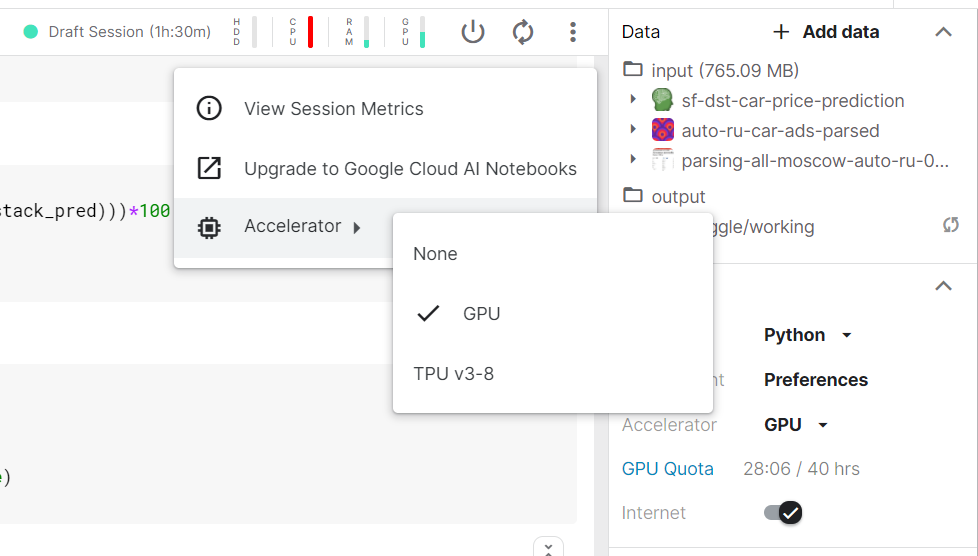 Draft Session (1h:30m)
HDD
CPU
RAM
GPU
View Session Metrics
Upgrade to Google Cloud AI Notebooks
stack_pred)))*100
Accelerator
None
GPU
TPU v3-8
)
Data
+ Add data
input (765.09 MB)
sf-dst-car-price-prediction
auto-ru-car-ads-parsed
parsing-all-moscow-auto-ru-0...
output
ggle/working
Python
nt Preferences
Accelerator GPU
GPU Quota 28:06 / 40 hrs
Internet